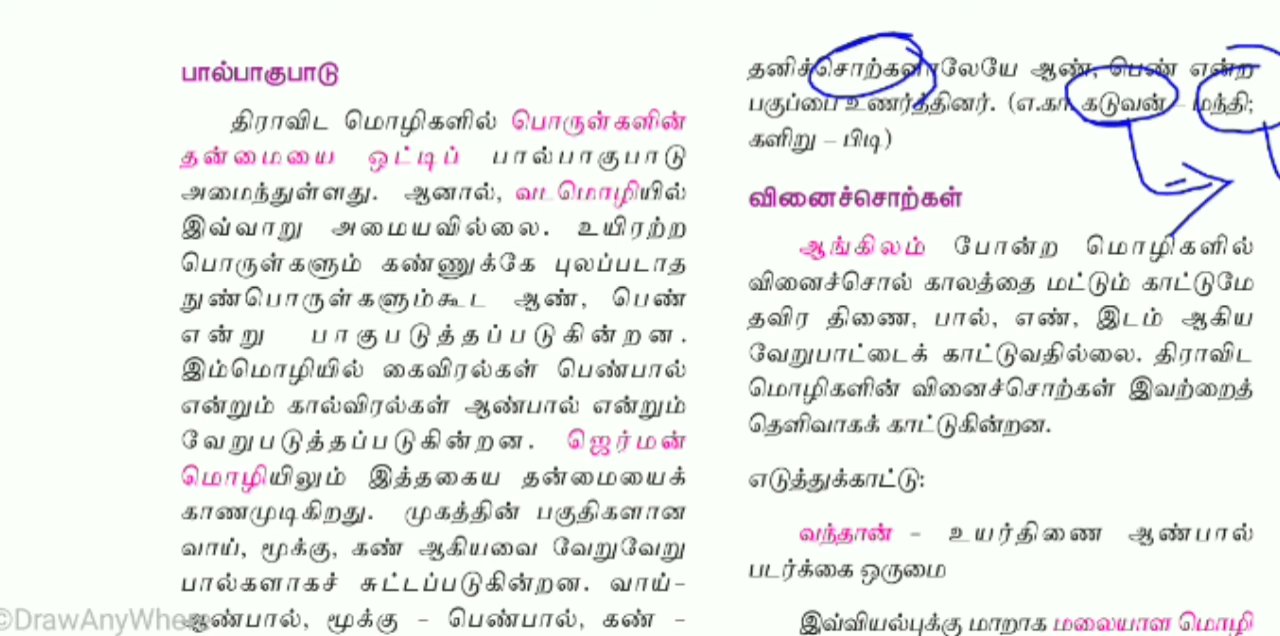 பால்பாகுபாடு
திராவிட மொழிகளில் பொருள்களின்
தன்மையை ஒட்டிப் பால்பாகுபாடு
அமைந்துள்ளது. ஆனால், வடமொழியில்
இவ்வாறு அமையவில்லை. உயிரற்ற
பொருள்களும் கண்ணுக்கே புலப்படாத
நுண்பொருள்களும்கூட ஆண், பெண்
என்று பாகுபடுத்தப்படுகின்றன.
இம்மொழியில் கைவிரல்கள் பெண்பால்
என்றும் கால்விரல்கள் ஆண்பால் என்றும்
வேறுபடுத்தப்படுகின்றன. ஜெர்மன்
மொழியிலும் இத்தகைய தன்மையைக்
காணமுடிகிறது. முகத்தின் பகுதிகளான
வாய், மூக்கு, கண் ஆகியவை வேறுவேறு
பால்களாகச் சுட்டப்படுகின்றன. வாய்-
ஆண்பால், மூக்கு – பெண்பால், கண் –
©DrawAnyWhere
தனிச்சொற்களாலேயே ஆண், பெண் என்ற
பகுப்பை உணர்த்தினர். (எ.கா கடுவன் – மந்தி;
களிறு – பிடி)
வினைச்சொற்கள்
ஆங்கிலம் போன்ற மொழிகளில்
வினைச்சொல் காலத்தை மட்டும் காட்டுமே
தவிர திணை, பால், எண், இடம் ஆகிய
வேறுபாட்டைக் காட்டுவதில்லை. திராவிட
மொழிகளின் வினைச்சொற்கள் இவற்றைத்
தெளிவாகக் காட்டுகின்றன.
எடுத்துக்காட்டு:
வந்தான் – உயர்திணை ஆண்பால்
படர்க்கை ஒருமை
இவ்வியல்புக்கு மாறாக மலையாள மொழி